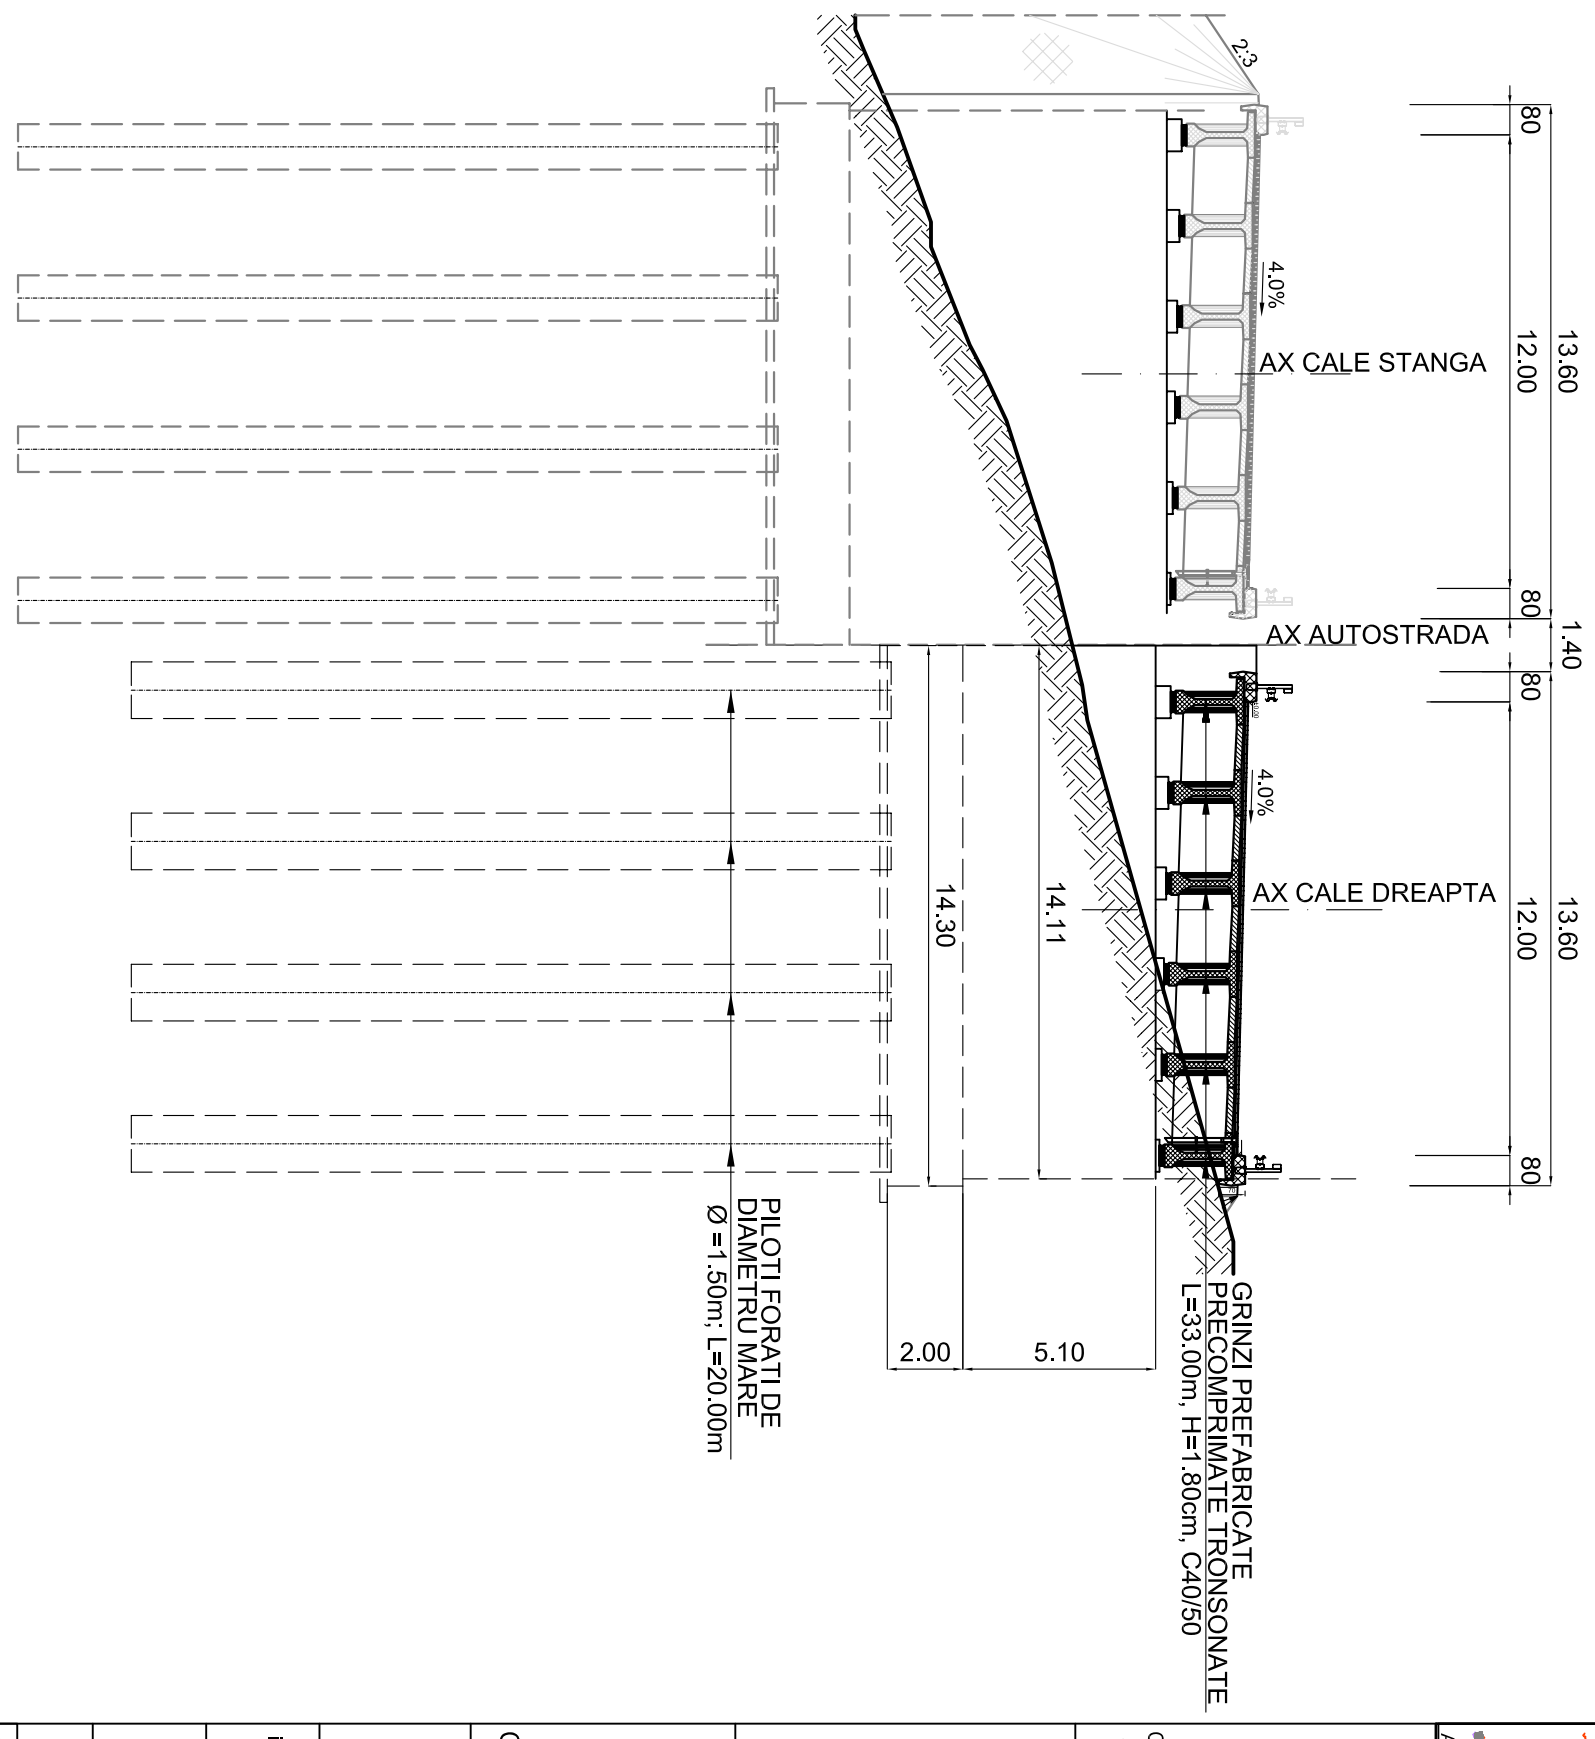 2:3
80
13.60
12.00
4.0%
AX CALE STANGA
80
AX AUTOSTRADA
1.40
80
4.0%
AX CALE DREAPTA
13.60
12.00
80
14.30
14.11
2.00
5.10
PILOTI FORATI DE
DIAMETRU MARE
Ø =1.50m; L=20.00m
GRINZI PREFABRICATE
PRECOMPRIMATE TRONSONATE
L=33.00m, H=1.80cm, C40/50